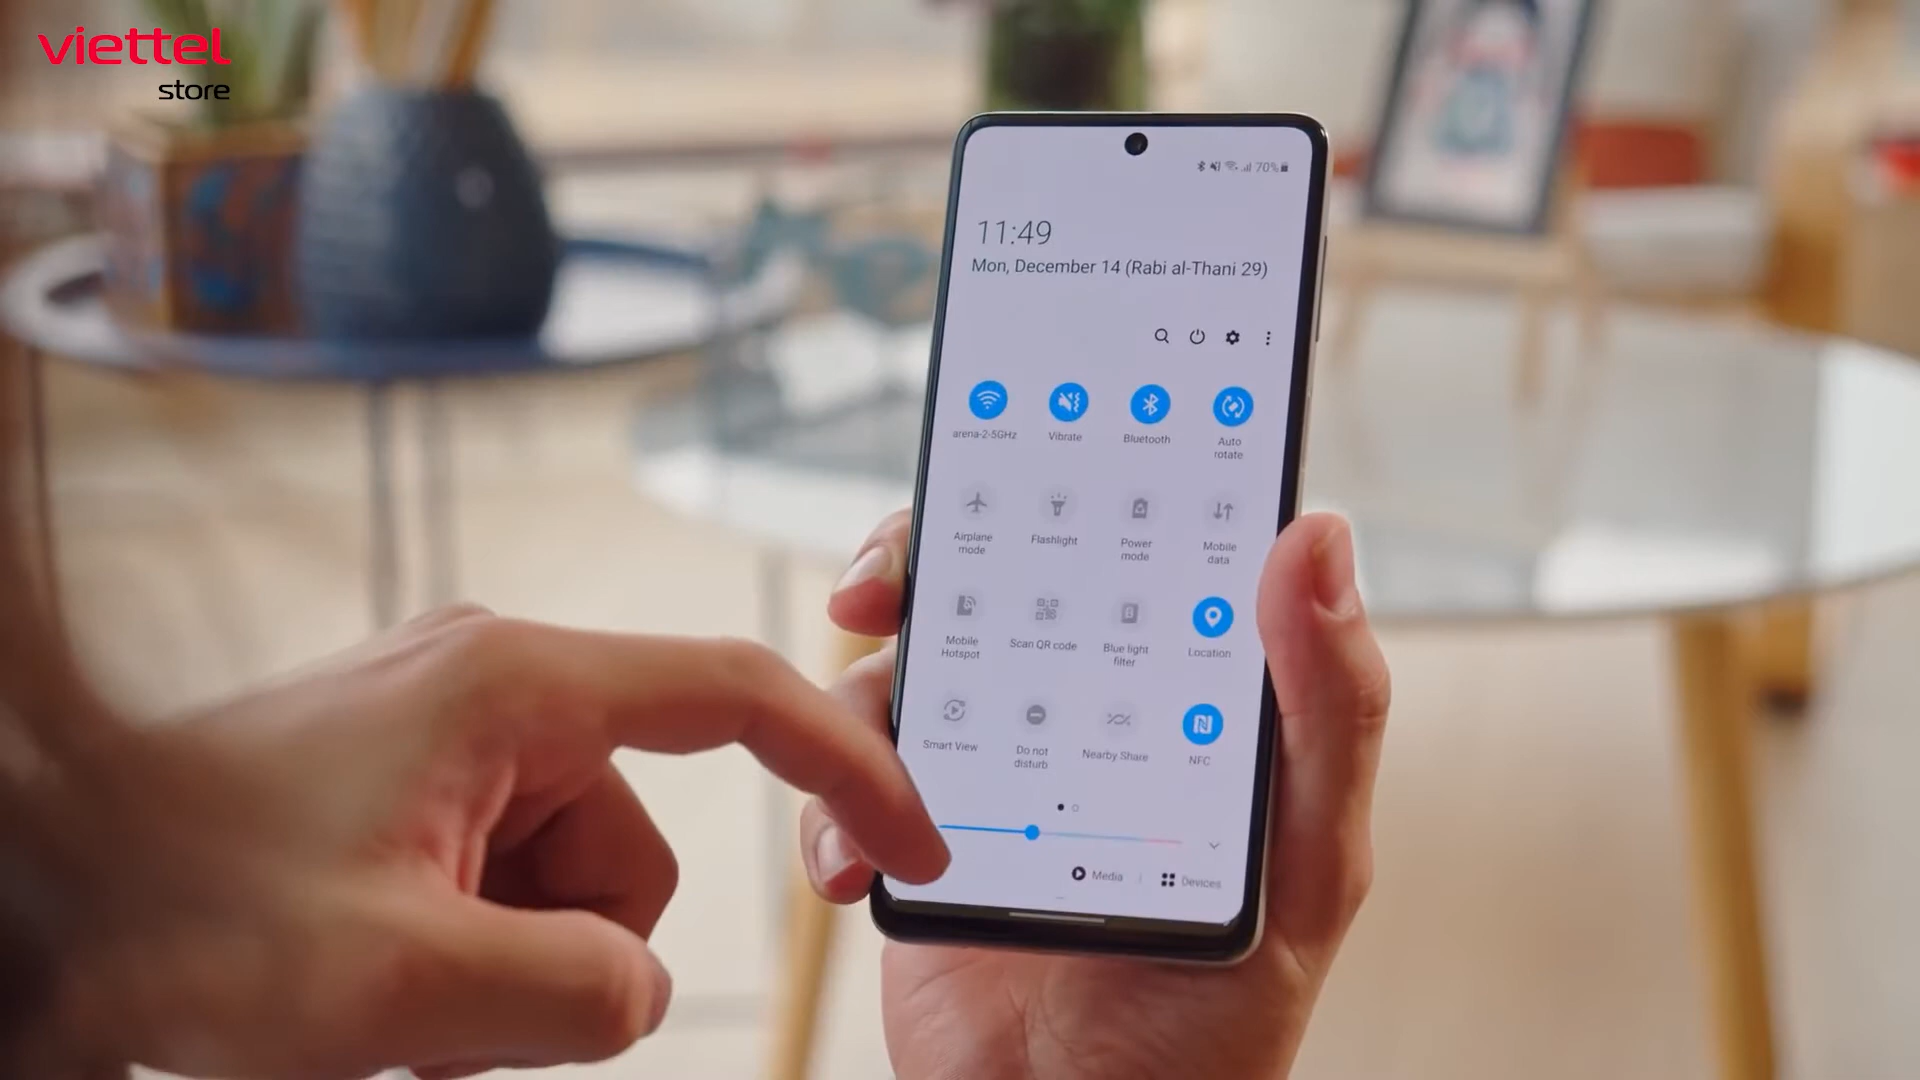 viettel
store
70%
11:49
Mon, December 14 (Rabi al-Thani 29)
arena-2-5GHz
Vibrate
Bluetooth
Auto
rotate
Airplane
mode
Flashlight
Power
mode
Mobile
data
Mobile
Hotspot
Scan QR code
Blue light
filter
Location
Smart View
Do not
disturb
Nearby Share
NFC
Media
Devices